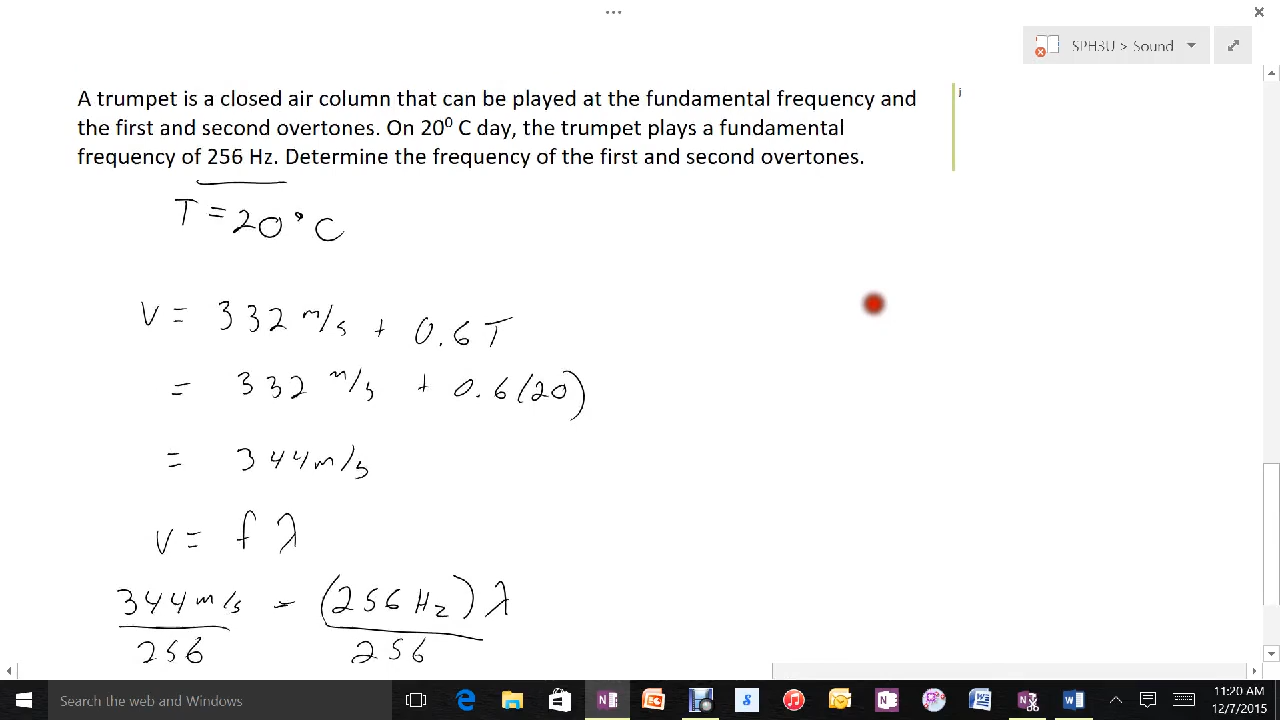 SPH3U > Sound
A trumpet is a closed air column that can be played at the fundamental frequency and
the first and second overtones. On 20⁰ C day, the trumpet plays a fundamental
frequency of 256 Hz. Determine the frequency of the first and second overtones.
j
T = 20°C
v = 332 m/s + 0.6 T
= 332 m/s + 0.6(20)
= 344 m/s
v = f λ
344 m/s = (256 Hz) λ
256 256
Search the web and Windows
11:20 AM
12/7/2015